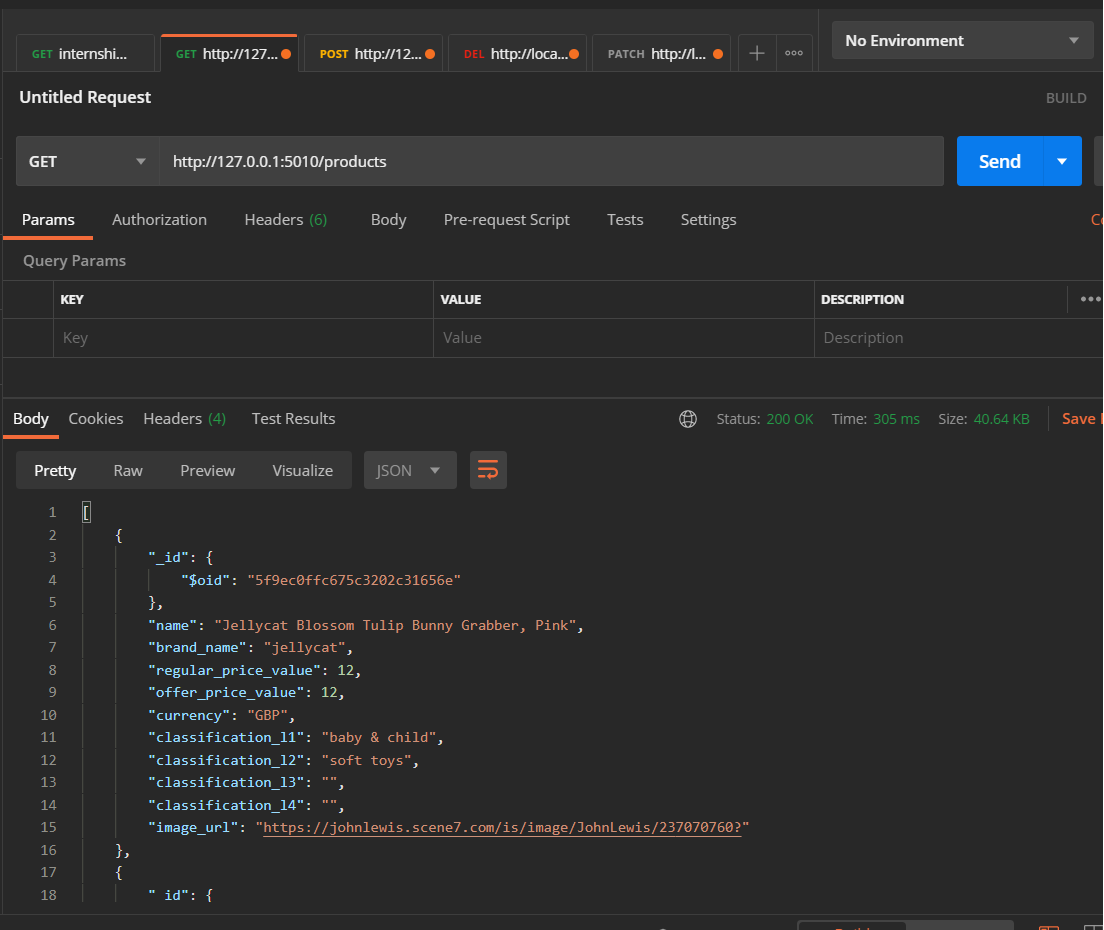 GET internshi...
GET http://127...
POST http://12...
DEL http://loca...
PATCH http://l...
No Environment
Untitled Request
BUILD
GET
http://127.0.0.1:5010/products
Send
Params Authorization Headers (6) Body Pre-request Script Tests Settings
Query Params
KEY VALUE DESCRIPTION
Key Value Description
Body Cookies Headers (4) Test Results
Status: 200 OK Time: 305 ms Size: 40.64 KB Save
Pretty Raw Preview Visualize JSON
1 [
2 {
3 "_id": {
4 "$oid": "5f9ec0ffc675c3202c31656e"
5 },
6 "name": "Jellycat Blossom Tulip Bunny Grabber, Pink",
7 "brand_name": "jellycat",
8 "regular_price_value": 12,
9 "offer_price_value": 12,
10 "currency": "GBP",
11 "classification_l1": "baby & child",
12 "classification_l2": "soft toys",
13 "classification_l3": "",
14 "classification_l4": "",
15 "image_url": "https://johnlewis.scene7.com/is/image/JohnLewis/237070760?"
16 },
17 {
18 "_id": {